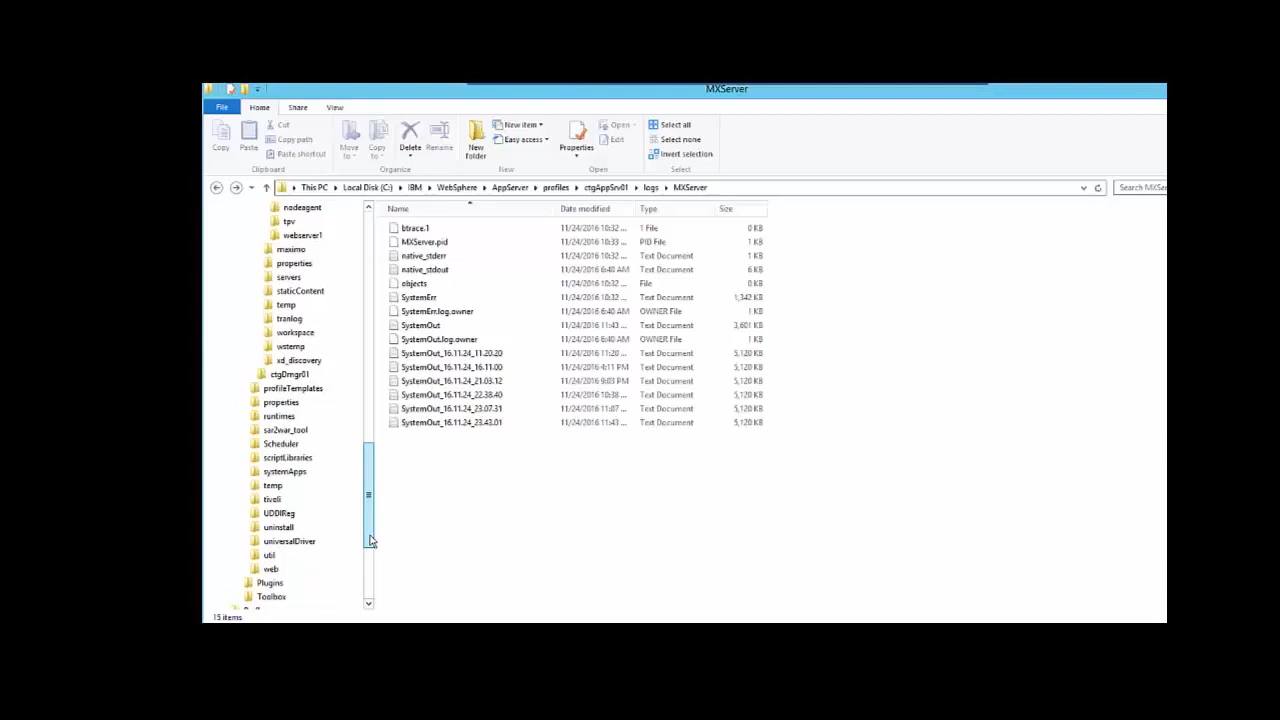 MXServer
File Home Share View
Copy Paste Cut Copy path Paste shortcut Move to Copy to Delete Rename New folder New item Easy access Properties Open Edit Select all Select none Invert selection
Clipboard Organize New Open Select
This PC Local Disk (C:) IBM WebSphere AppServer profiles ctgAppSrv01 logs MXServer Search MXSer
nodeagent
tpv
webserver1
maximo
properties
servers
staticContent
temp
tranlog
workspace
wstemp
xd_discovery
ctgDmgr01
profileTemplates
properties
runtimes
sar2war_tool
Scheduler
scriptLibraries
systemApps
temp
tivoli
UDDIReg
uninstall
universalDriver
util
web
Plugins
Toolbox
Name Date modified Type Size
btrace.1 11/24/2016 10:32 ... 1 File 0 KB
MXServer.pid 11/24/2016 10:33 ... PID File 1 KB
native_stderr 11/24/2016 10:32 ... Text Document 1 KB
native_stdout 11/24/2016 6:40 AM Text Document 6 KB
objects 11/24/2016 10:32 ... File 0 KB
SystemErr 11/24/2016 10:32 ... Text Document 1,342 KB
SystemErr.log.owner 11/24/2016 6:40 AM OWNER File 1 KB
SystemOut 11/24/2016 11:43 ... Text Document 3,601 KB
SystemOut.log.owner 11/24/2016 6:40 AM OWNER File 1 KB
SystemOut_16.11.24_11.20.20 11/24/2016 11:20 ... Text Document 5,120 KB
SystemOut_16.11.24_16.11.00 11/24/2016 4:11 PM Text Document 5,120 KB
SystemOut_16.11.24_21.03.12 11/24/2016 9:03 PM Text Document 5,120 KB
SystemOut_16.11.24_22.38.40 11/24/2016 10:38 ... Text Document 5,120 KB
SystemOut_16.11.24_23.07.31 11/24/2016 11:07 ... Text Document 5,120 KB
SystemOut_16.11.24_23.43.01 11/24/2016 11:43 ... Text Document 5,120 KB
15 items